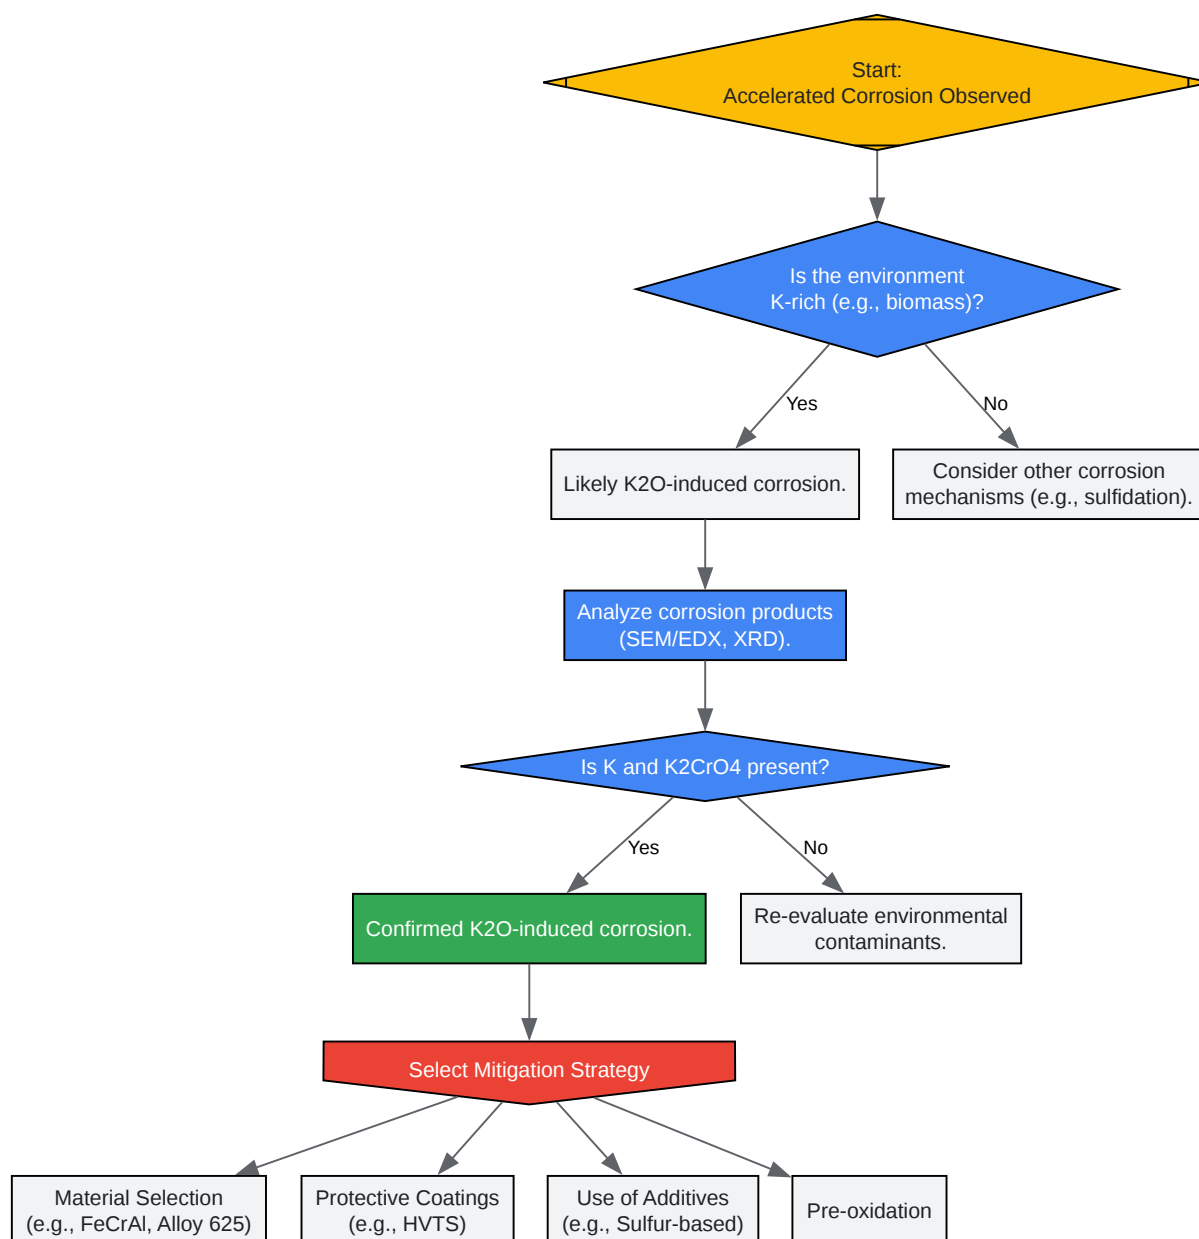 Start:
Accelerated Corrosion Observed
Is the environment
K-rich (e.g., biomass)?
Yes
No
Likely K2O-induced corrosion.
Consider other corrosion
mechanisms (e.g., sulfidation).
Analyze corrosion products
(SEM/EDX, XRD).
Is K and K2CrO4 present?
Yes
No
Confirmed K2O-induced corrosion.
Re-evaluate environmental
contaminants.
Select Mitigation Strategy
Material Selection
(e.g., FeCrAl, Alloy 625)
Protective Coatings
(e.g., HVTS)
Use of Additives
(e.g., Sulfur-based)
Pre-oxidation